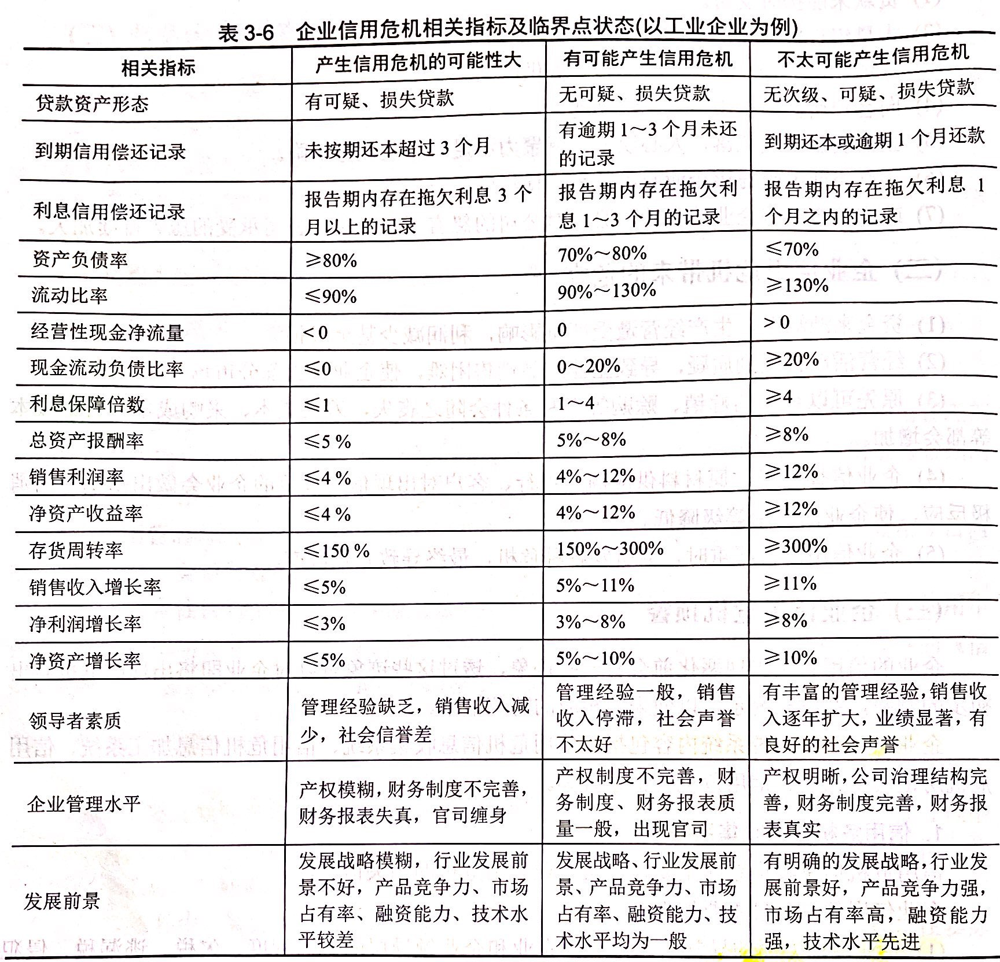 表 3-6 企业信用危机相关指标及临界点状态(以工业企业为例)
相关指标
产生信用危机的可能性大
有可能产生信用危机
不太可能产生信用危机
贷款资产形态
有可疑、损失贷款
无可疑、损失贷款
无次级、可疑、损失贷款
到期信用偿还记录
未按期还本超过 3 个月
有逾期 1～3 个月未还
的记录
到期还本或逾期 1 个月还款
利息信用偿还记录
报告期内存在拖欠利息 3 个
月以上的记录
报告期内存在拖欠利
息 1～3 个月的记录
报告期内存在拖欠利息 1
个月之内的记录
资产负债率
≥80%
70%～80%
≤70%
流动比率
≤90%
90%～130%
≥130%
经营性现金净流量
<0
0
>0
现金流动负债比率
≤0
0～20%
≥20%
利息保障倍数
≤1
1～4
≥4
总资产报酬率
≤5 %
5%～8%
≥8%
销售利润率
≤4 %
4%～12%
≥12%
净资产收益率
≤4 %
4%～12%
≥12%
存货周转率
≤150 %
150%～300%
≥300%
销售收入增长率
≤5%
5%～11%
≥11%
净利润增长率
≤3%
3%～8%
≥8%
净资产增长率
≤5%
5%～10%
≥10%
领导者素质
管理经验缺乏，销售收入减
少，社会信誉差
管理经验一般，销售
收入停滞，社会声誉
不太好
有丰富的管理经验，销售收
入逐年扩大，业绩显著，有
良好的社会声誉
企业管理水平
产权模糊，财务制度不完善，
财务报表失真，官司缠身
产权制度不完善，财
务制度、财务报表质
量一般，出现官司
产权明晰，公司治理结构完
善，财务制度完善，财务报
表真实
发展前景
发展战略模糊，行业发展前
景不好，产品竞争力、市场
占有率、融资能力、技术水
平较差
发展战略、行业发展前
景、产品竞争力、市场
占有率、融资能力、技
术水平均为一般
有明确的发展战略，行业发
展前景好，产品竞争力强，
市场占有率高，融资能力
强，技术水平先进